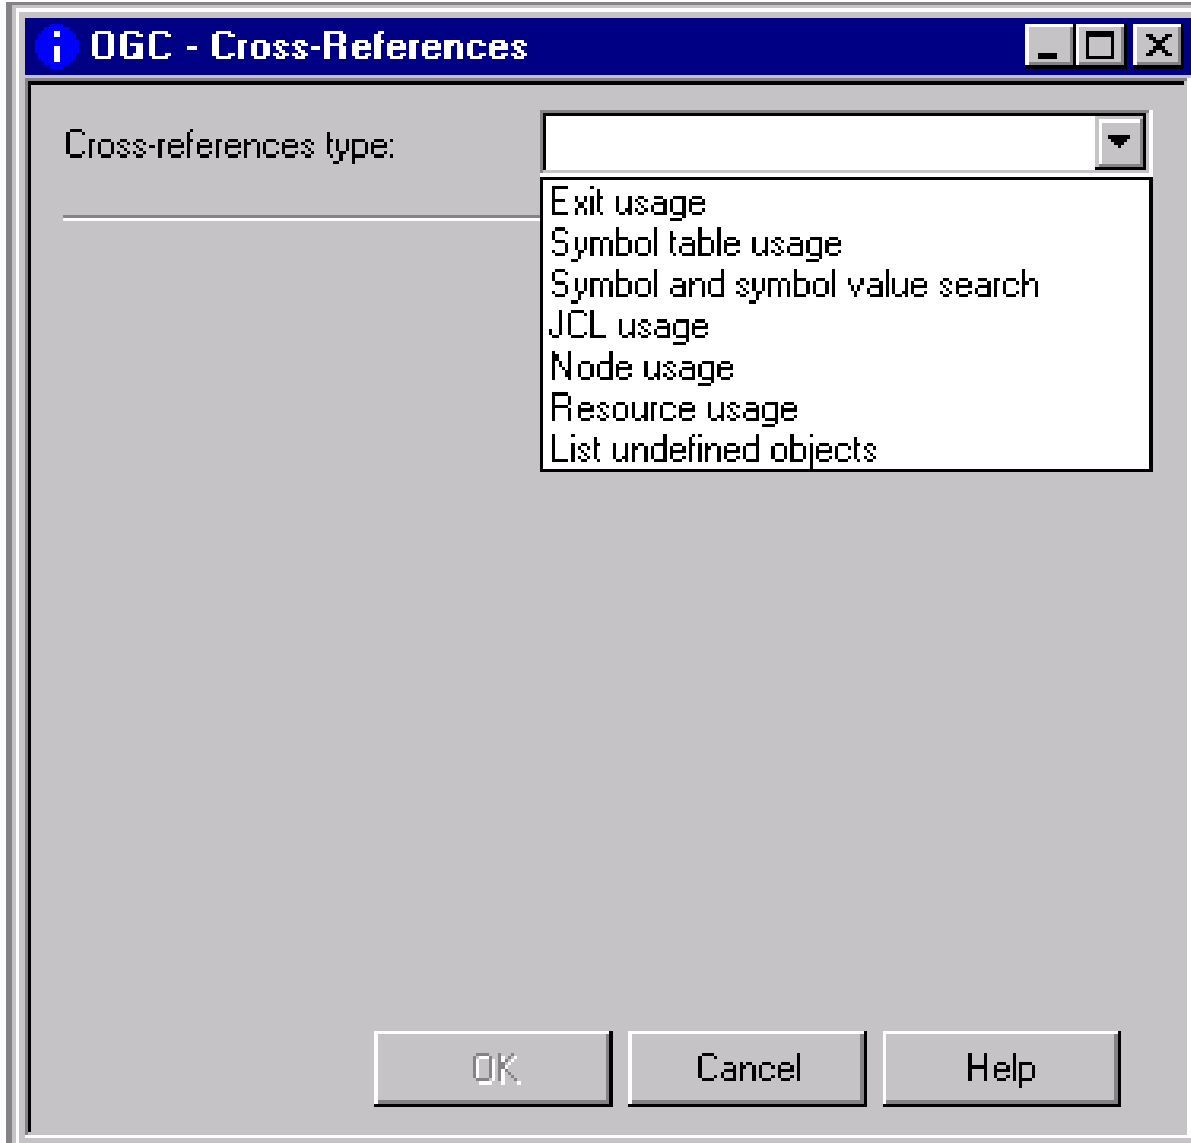 OGC - Cross-References
Cross-references type:
Exit usage
Symbol table usage
Symbol and symbol value search
JCL usage
Node usage
Resource usage
List undefined objects
OK Cancel Help